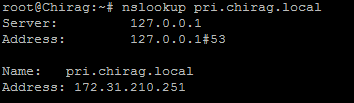 root@Chirag:~# nslookup pri.chirag.local
Server:         127.0.0.1
Address:        127.0.0.1#53
Name:   pri.chirag.local
Address: 172.31.210.251